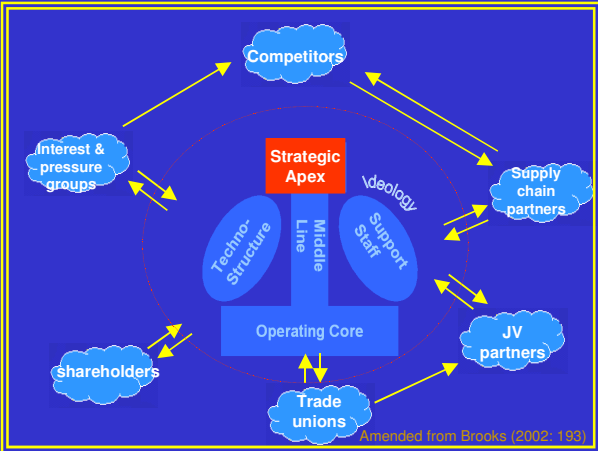 Competitors
Interest &
pressure
groups
Strategic
Apex
Ideology
Supply
chain
partners
Techno-
Structure
Middle
Line
Support
Staff
Operating Core
JV
partners
shareholders
Trade
unions
Amended from Brooks (2002: 193)